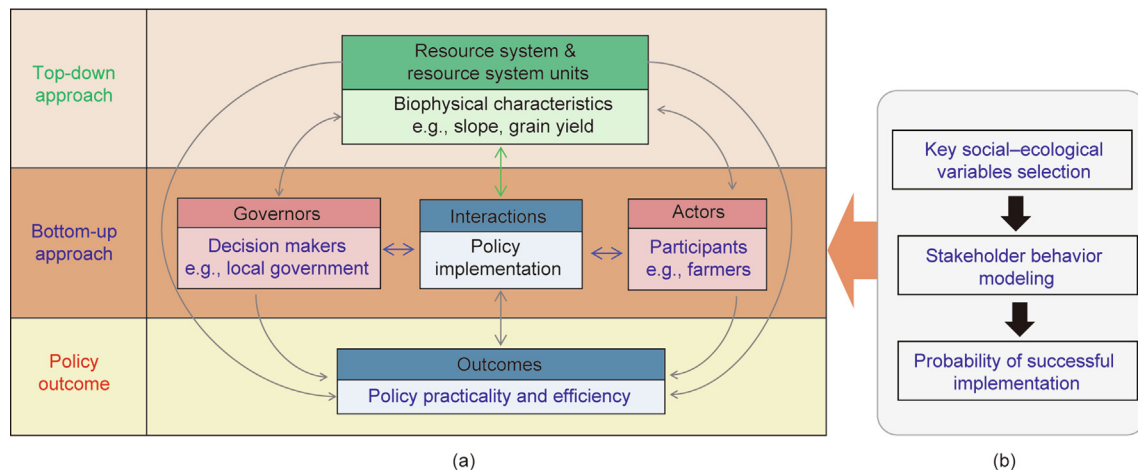 Top-down
approach
Resource system &
resource system units
Biophysical characteristics
e.g., slope, grain yield
Bottom-up
approach
Governors
Decision makers
e.g., local government
Interactions
Policy
implementation
Actors
Participants
e.g., farmers
Policy
outcome
Outcomes
Policy practicality and efficiency
(a)
Key social–ecological
variables selection
Stakeholder behavior
modeling
Probability of successful
implementation
(b)